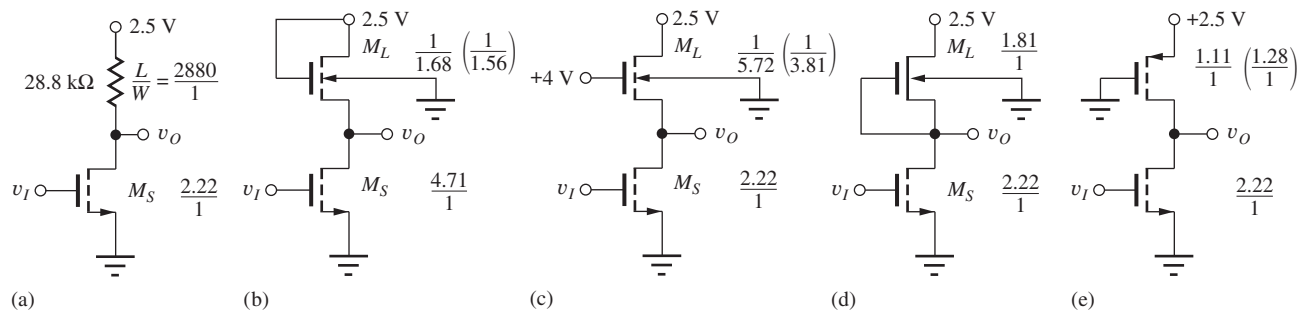 2.5 V
28.8 kΩ L/W = 2880/1
v_O
v_I M_S 2.22/1
(a)
2.5 V
M_L 1/1.68 (1/1.56)
v_O
v_I M_S 4.71/1
(b)
2.5 V
M_L 1/5.72 (1/3.81)
+4 V
v_O
v_I M_S 2.22/1
(c)
2.5 V
M_L 1.81/1
v_O
v_I M_S 2.22/1
(d)
+2.5 V
1.11/1 (1.28/1)
v_O
v_I 2.22/1
(e)